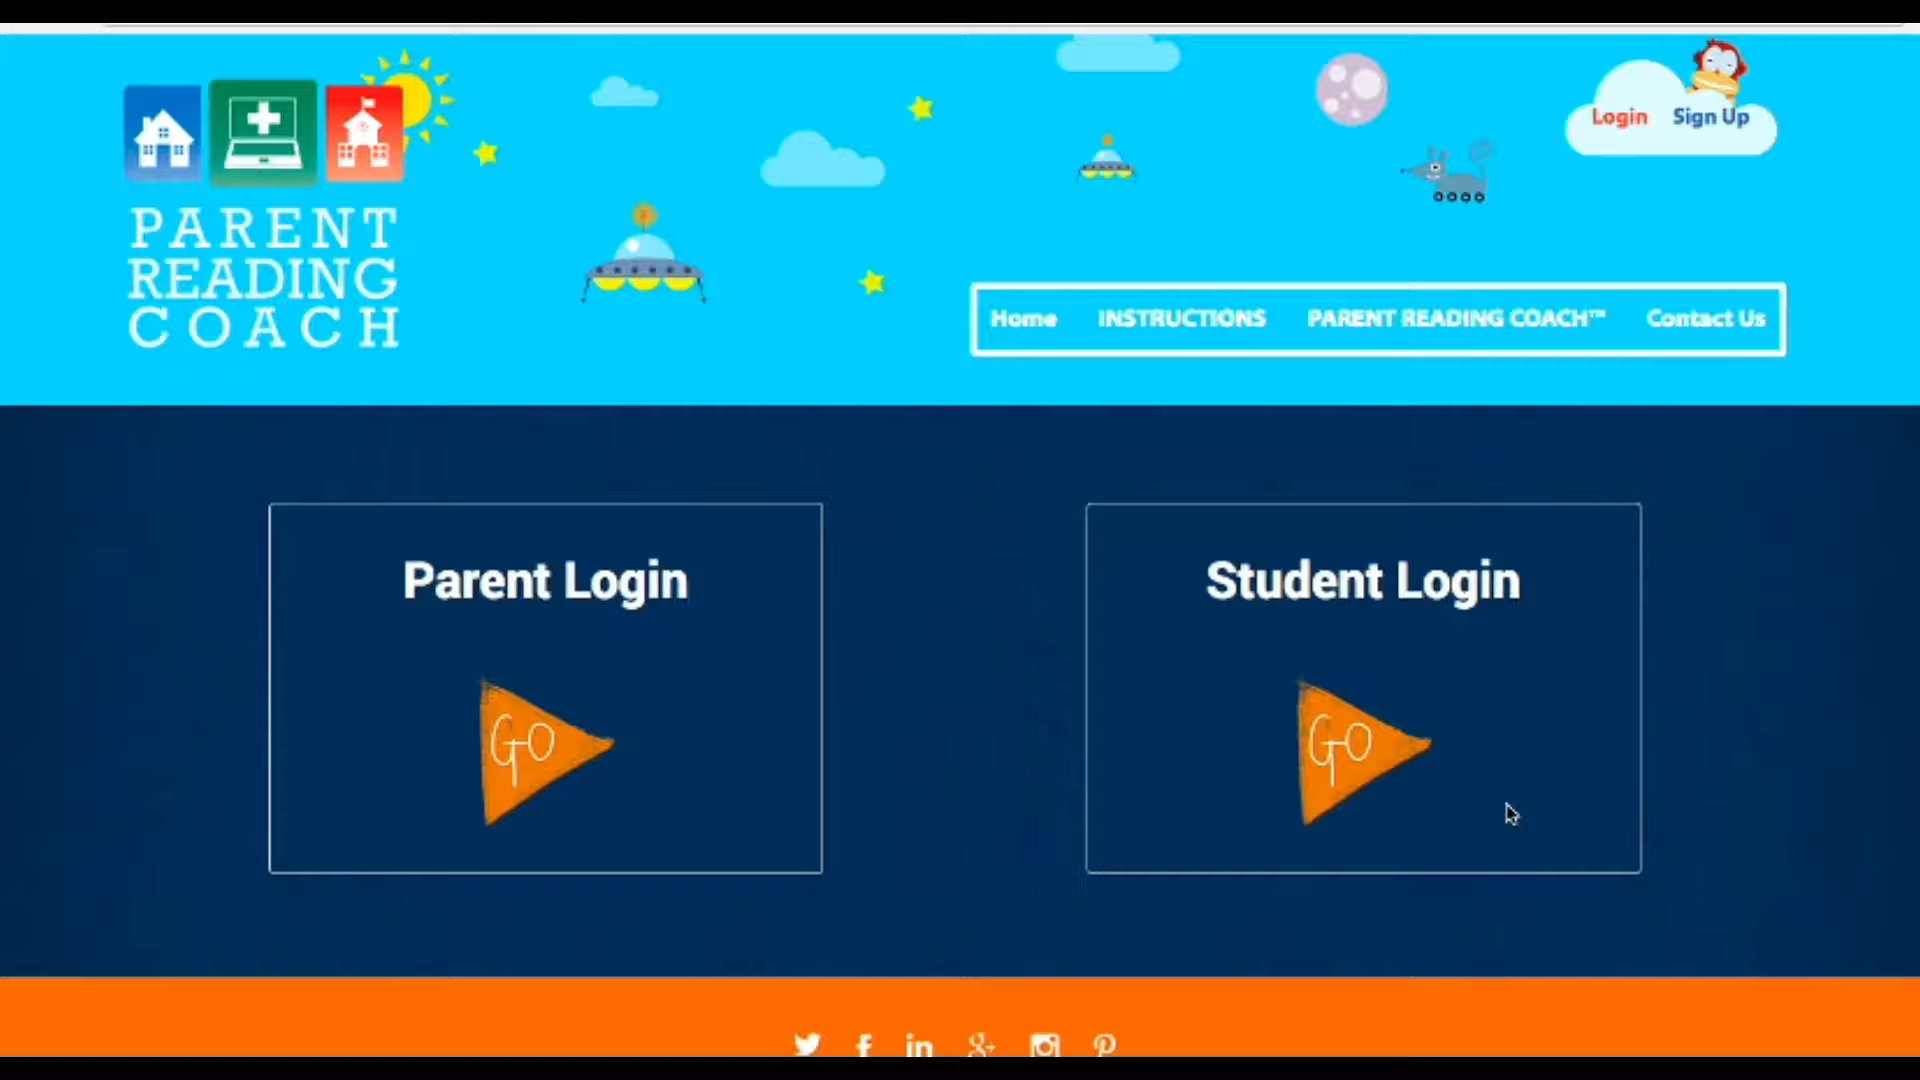 Login Sign Up
PARENT
READING
COACH
Home INSTRUCTIONS PARENT READING COACH™ Contact Us
Parent Login
Student Login
GO
GO